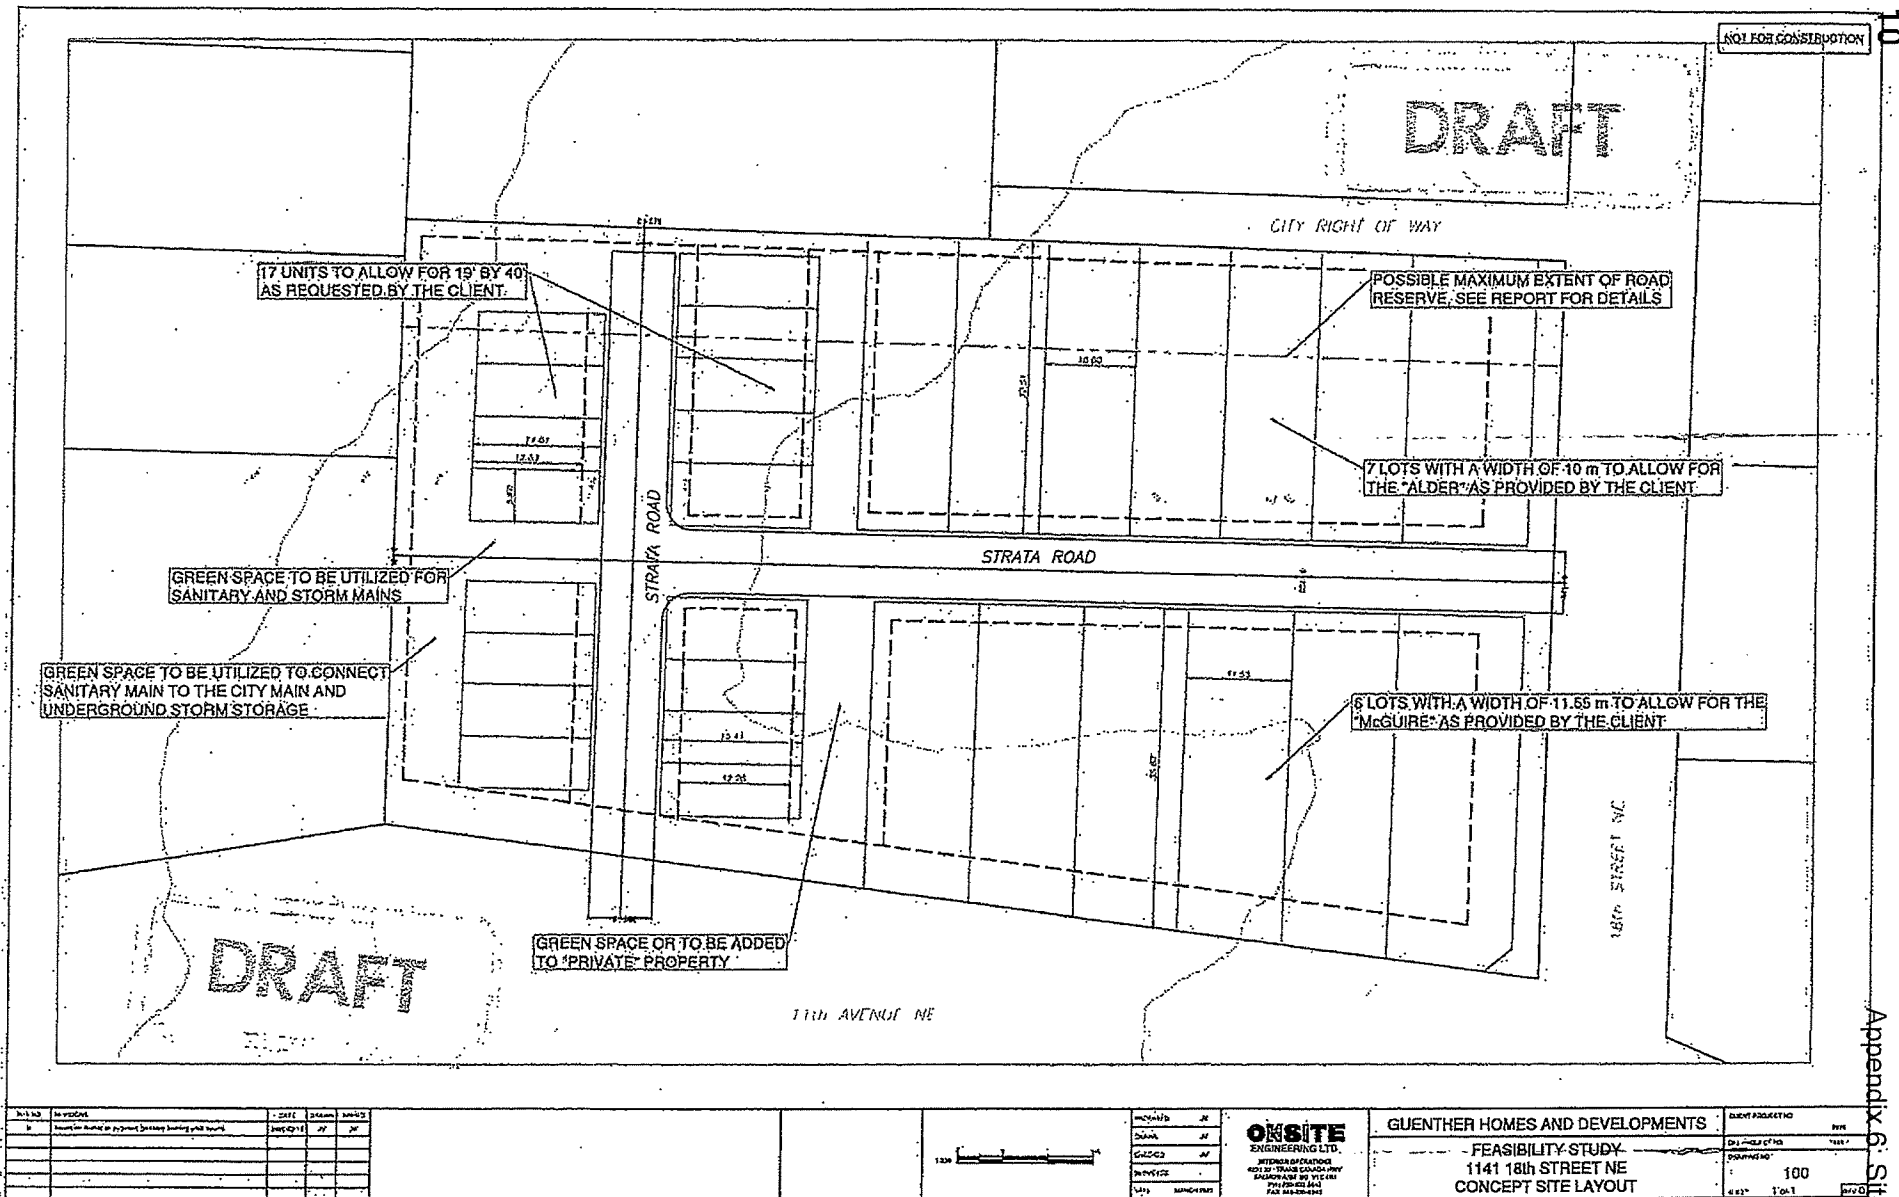 10
NOT FOR CONSTRUCTION
DRAFT
CITY RIGHT OF WAY
17 UNITS TO ALLOW FOR 19' BY 40'
AS REQUESTED BY THE CLIENT
POSSIBLE MAXIMUM EXTENT OF ROAD
RESERVE, SEE REPORT FOR DETAILS
10.00
7 LOTS WITH A WIDTH OF 10 m TO ALLOW FOR
THE "ALDER" AS PROVIDED BY THE CLIENT
STRATA ROAD
STRATA ROAD
GREEN SPACE TO BE UTILIZED FOR
SANITARY AND STORM MAINS
GREEN SPACE TO BE UTILIZED TO CONNECT
SANITARY MAIN TO THE CITY MAIN AND
UNDERGROUND STORM STORAGE
11.55
6 LOTS WITH A WIDTH OF 11.55 m TO ALLOW FOR THE
"McGUIRE" AS PROVIDED BY THE CLIENT
18th STREET NE
GREEN SPACE OR TO BE ADDED
TO "PRIVATE" PROPERTY
DRAFT
11th AVENUE NE
Appendix 6: Sit
ONSITE
ENGINEERING LTD.
GUENTHER HOMES AND DEVELOPMENTS
FEASIBILITY STUDY
1141 18th STREET NE
CONCEPT SITE LAYOUT
100